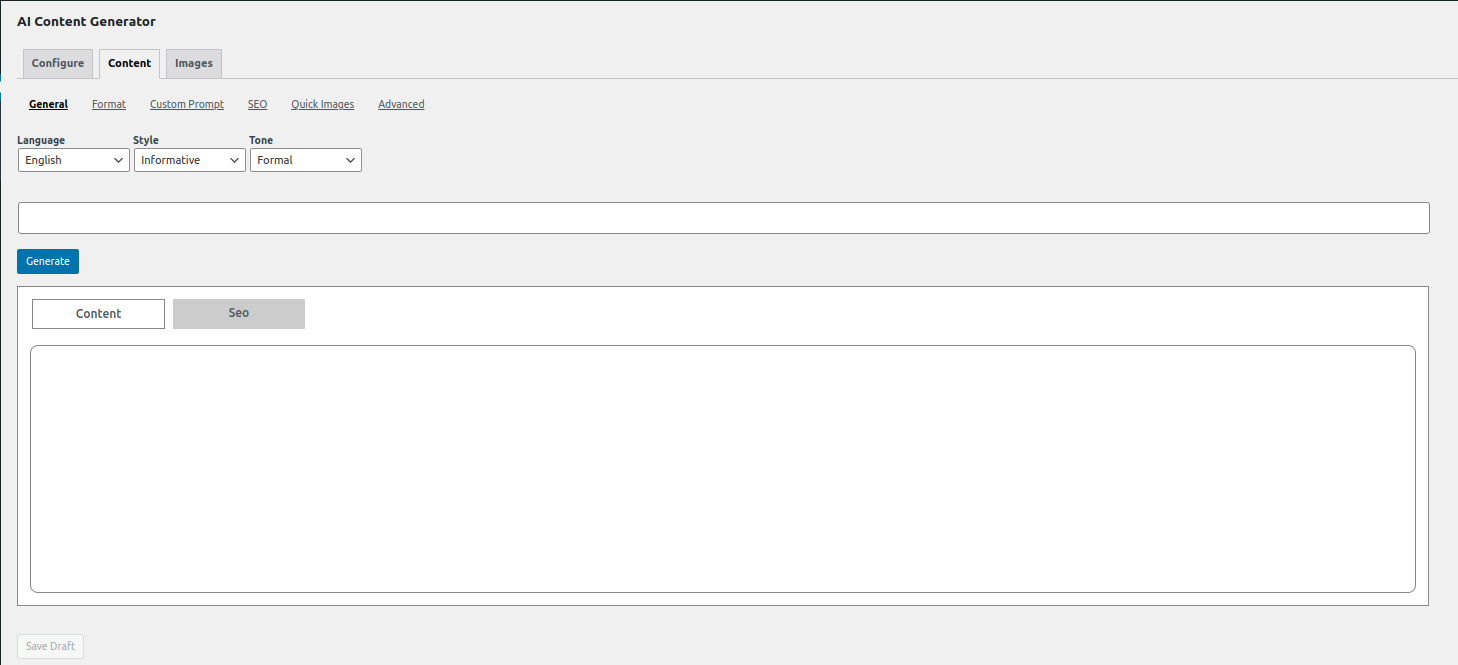 AI Content Generator
Configure Content Images
General Format Custom Prompt SEO Quick Images Advanced
Language Style Tone
English Informative Formal
Generate
Content Seo
Save Draft